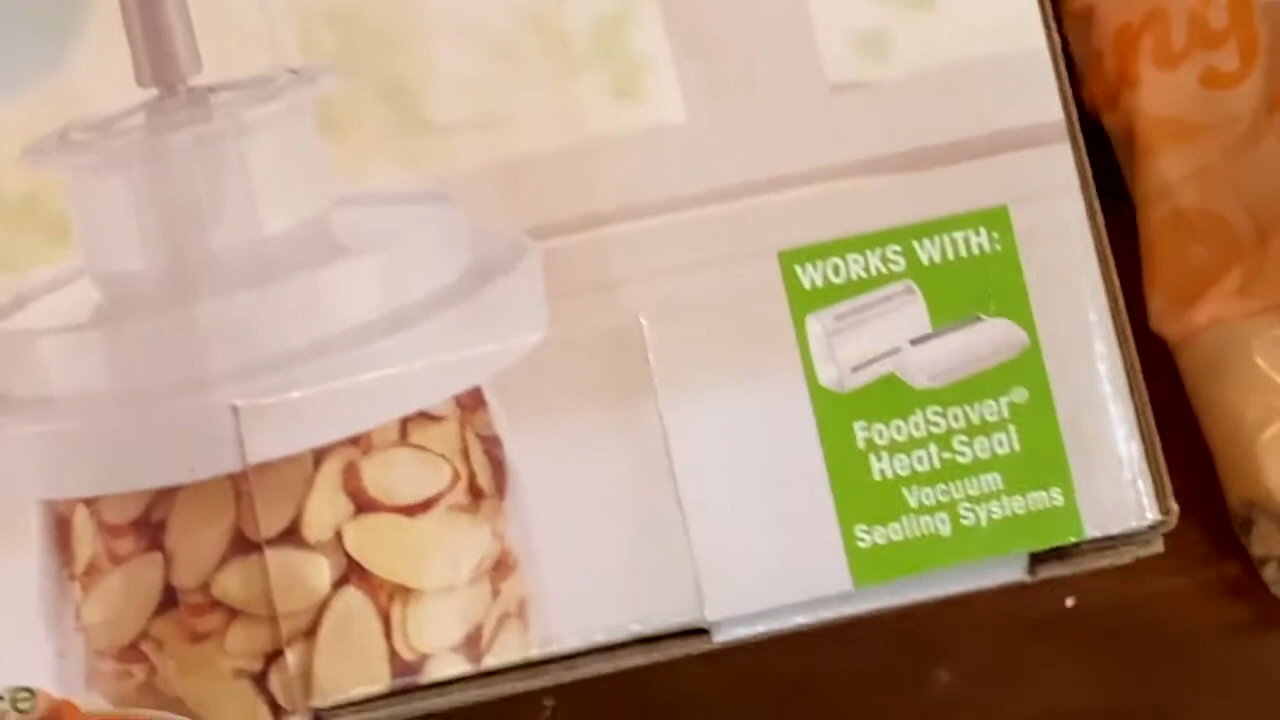 WORKS WITH:
FoodSaver®
Heat-Seal
Vacuum
Sealing Systems